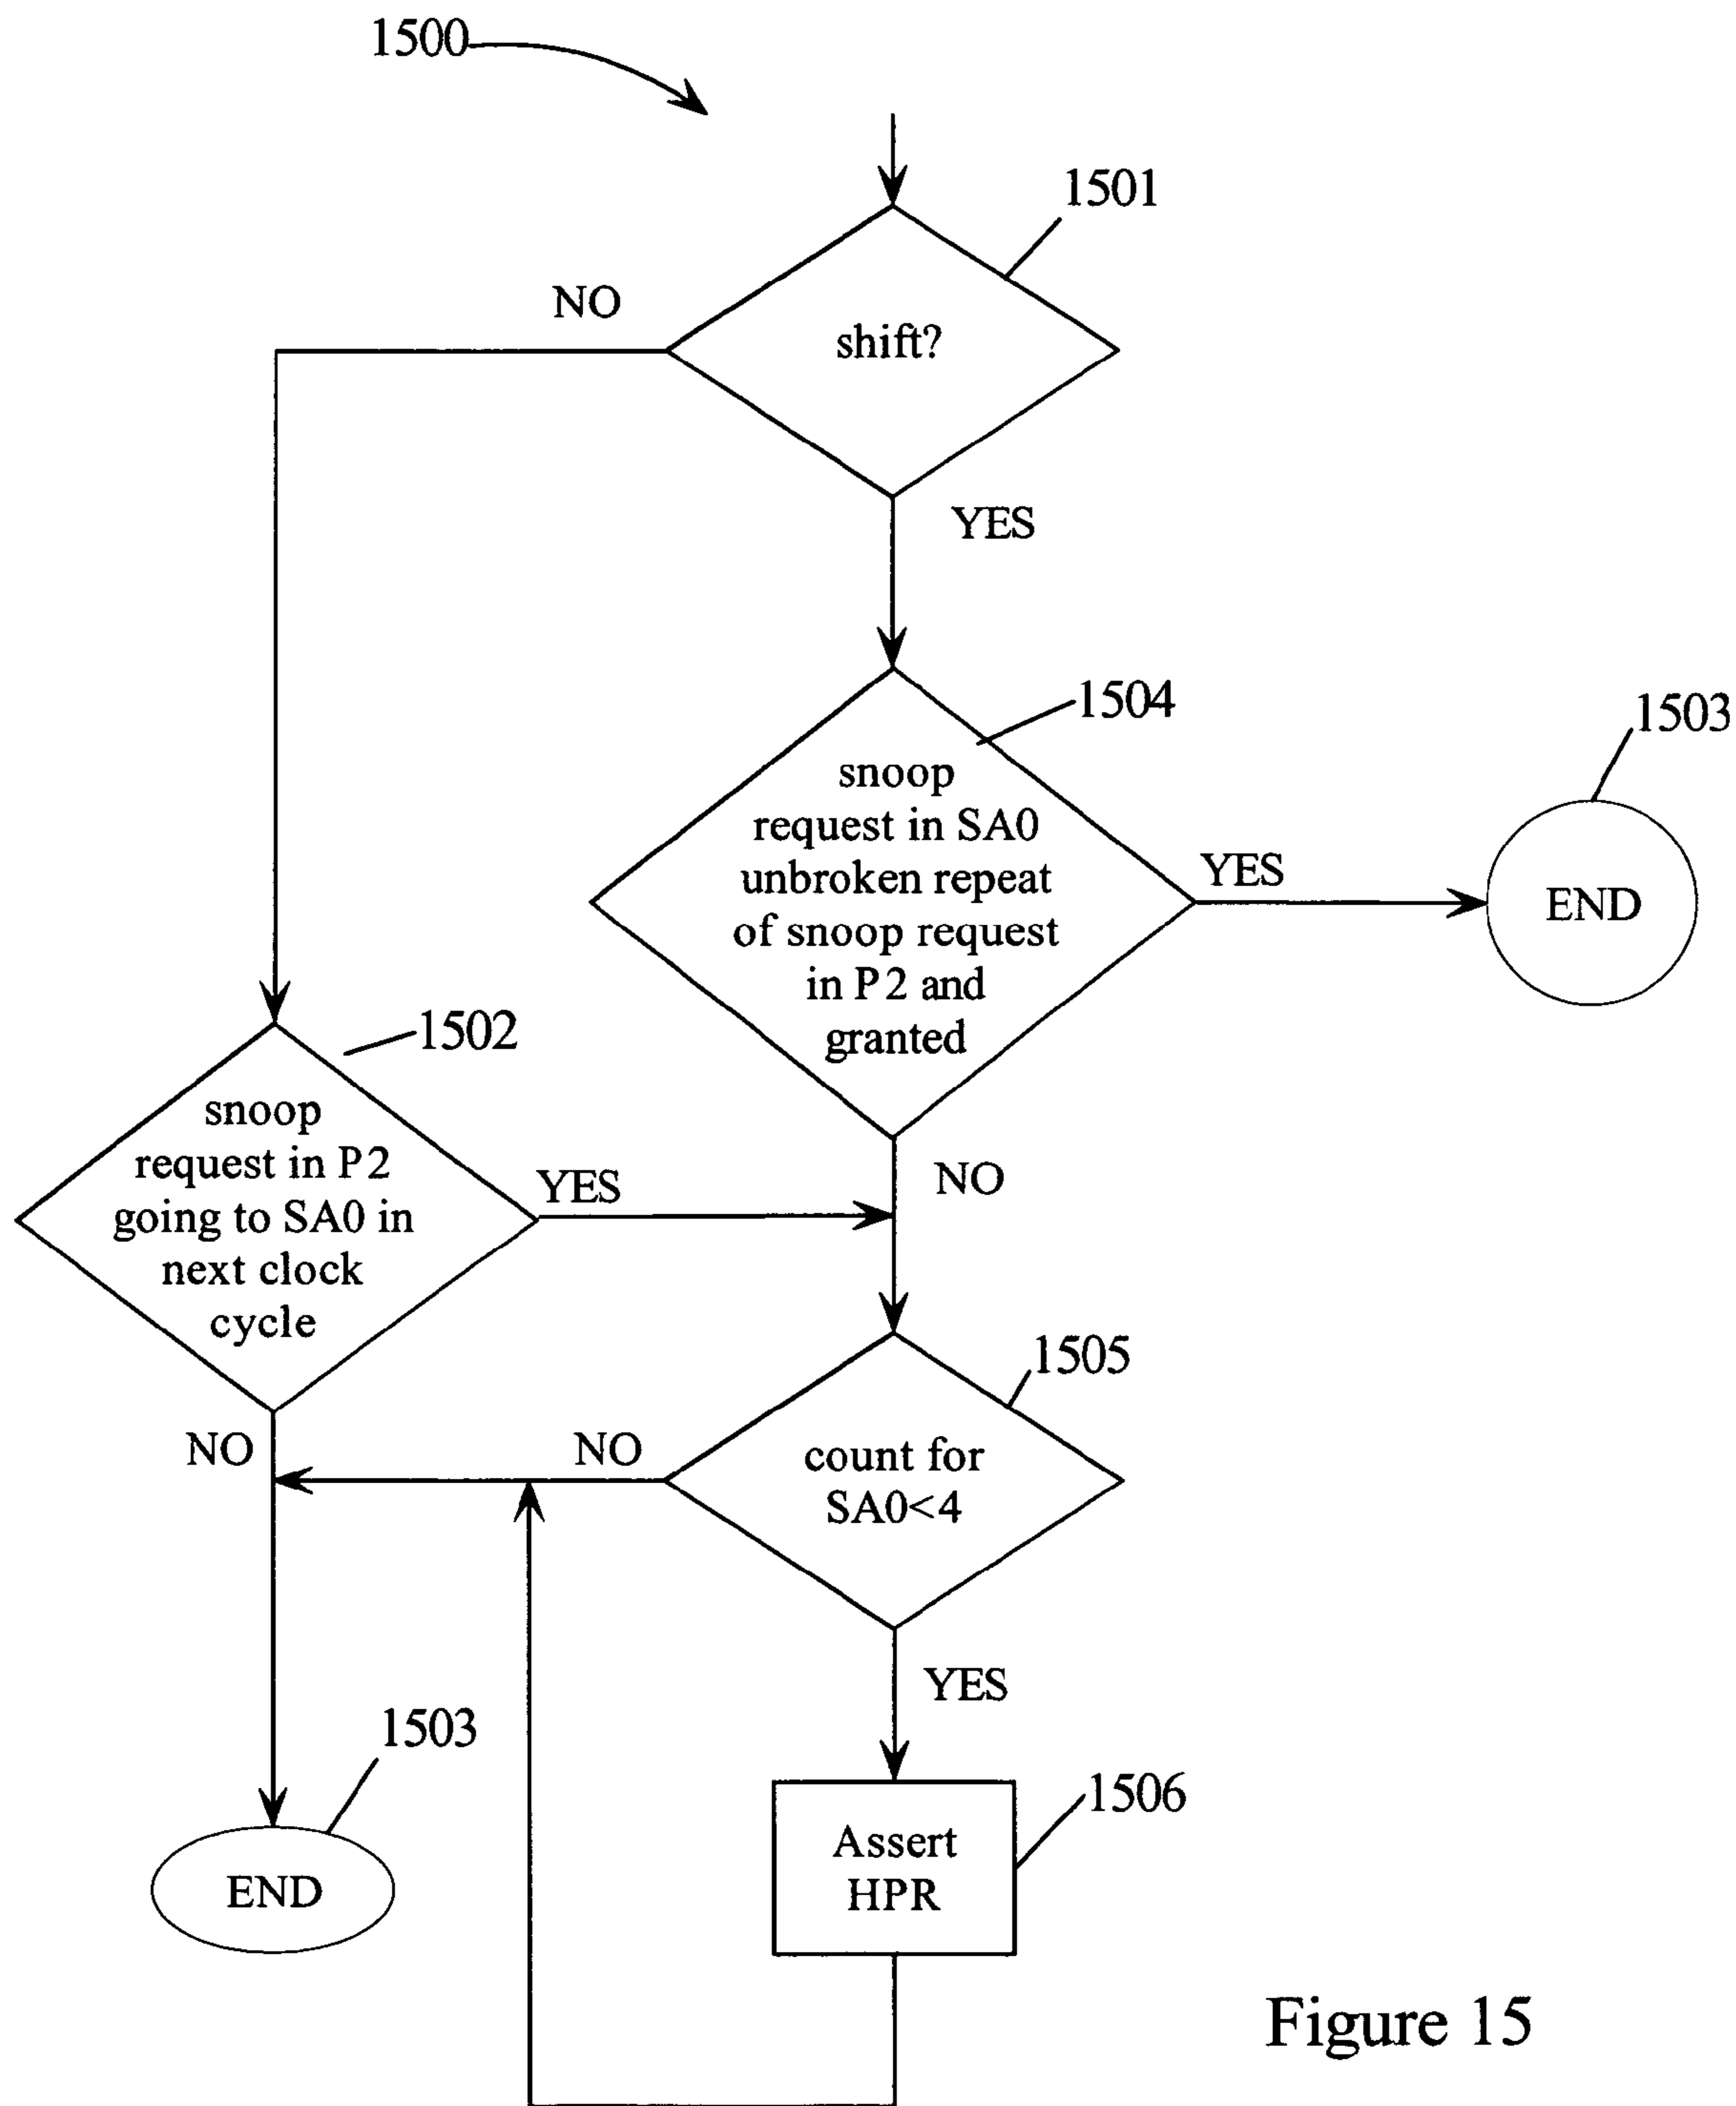 1500
1501
NO
shift?
YES
1504
1503
snoop
request in SA0
unbroken repeat
of snoop request
in P2 and
granted
YES
END
1502
snoop
request in P2
going to SA0 in
next clock
cycle
YES
NO
1505
NO
NO
count for
SA0<4
YES
1503
1506
Assert
HPR
END
Figure 15